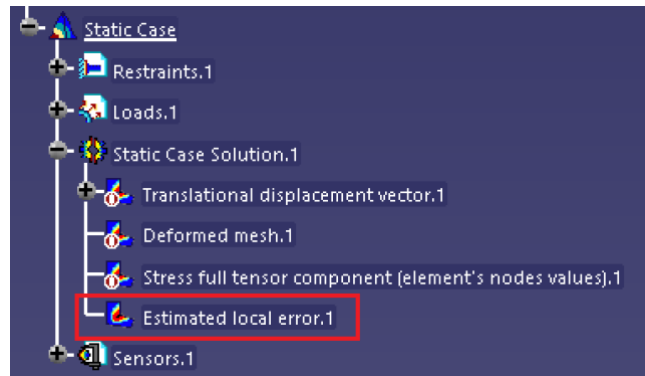 Static Case
Restraints.1
Loads.1
Static Case Solution.1
Translational displacement vector.1
Deformed mesh.1
Stress full tensor component (element's nodes values).1
Estimated local error.1
Sensors.1